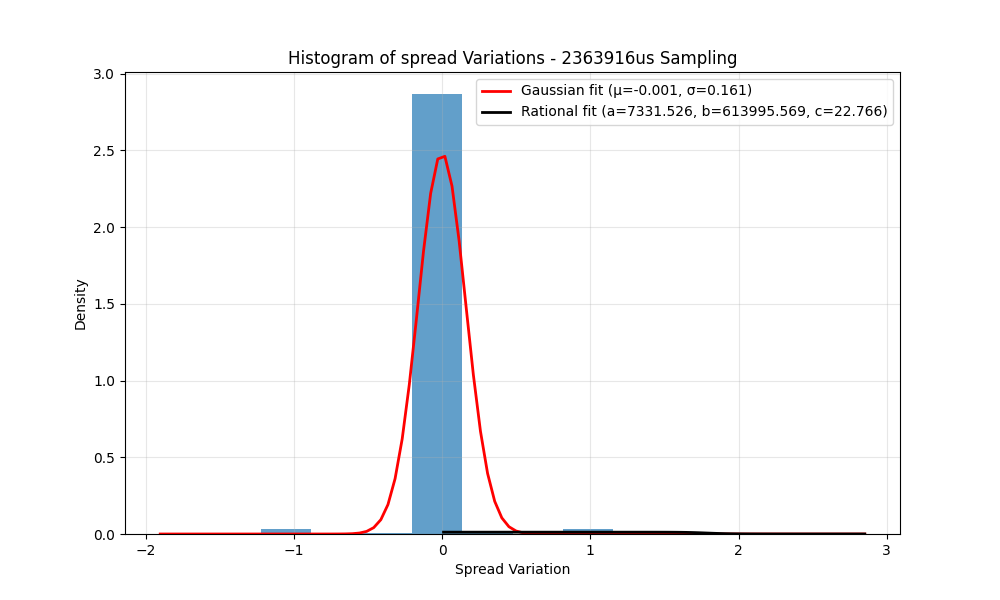 Histogram of spread Variations - 2363916us Sampling
Gaussian fit (μ=-0.001, σ=0.161)
Rational fit (a=7331.526, b=613995.569, c=22.766)
Density
3.0
2.5
2.0
1.5
1.0
0.5
0.0
−2 −1 0 1 2 3
Spread Variation